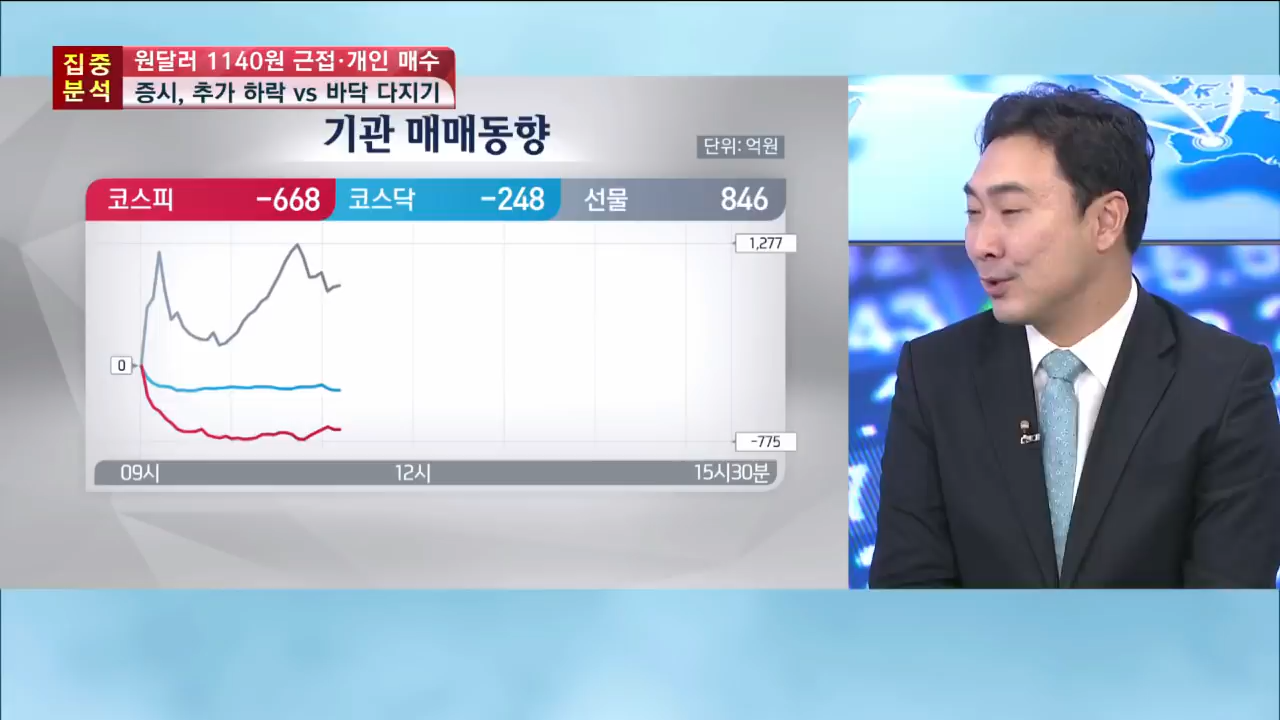 집중
분석
원달러 1140원 근접·개인 매수
증시, 추가 하락 vs 바닥 다지기
기관 매매동향
단위: 억원
코스피 -668 코스닥 -248 선물 846
1,277
0
-775
09시 12시 15시30분